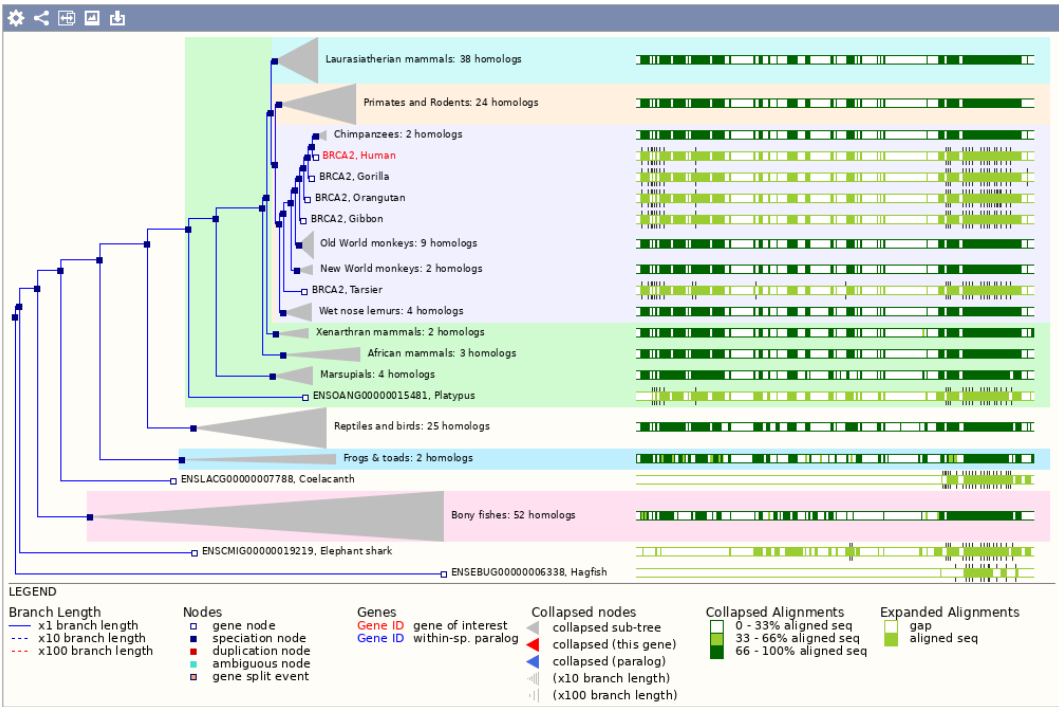 Laurasiatherian mammals: 38 homologs
Primates and Rodents: 24 homologs
Chimpanzees: 2 homologs
BRCA2, Human
BRCA2, Gorilla
BRCA2, Orangutan
BRCA2, Gibbon
Old World monkeys: 9 homologs
New World monkeys: 2 homologs
BRCA2, Tarsier
Wet nose lemurs: 4 homologs
Xenarthran mammals: 2 homologs
African mammals: 3 homologs
Marsupials: 4 homologs
ENSOANG00000015481, Platypus
Reptiles and birds: 25 homologs
Frogs & toads: 2 homologs
ENSLACG00000007788, Coelacanth
Bony fishes: 52 homologs
ENSCMIG00000019219, Elephant shark
ENSEBUG00000006338, Hagfish
LEGEND
Branch Length
x1 branch length
x10 branch length
x100 branch length
Nodes
gene node
speciation node
duplication node
ambiguous node
gene split event
Genes
Gene ID gene of interest
Gene ID within-sp. paralog
Collapsed nodes
collapsed sub-tree
collapsed (this gene)
collapsed (paralog)
(x10 branch length)
(x100 branch length)
Collapsed Alignments
0 - 33% aligned seq
33 - 66% aligned seq
66 - 100% aligned seq
Expanded Alignments
gap
aligned seq